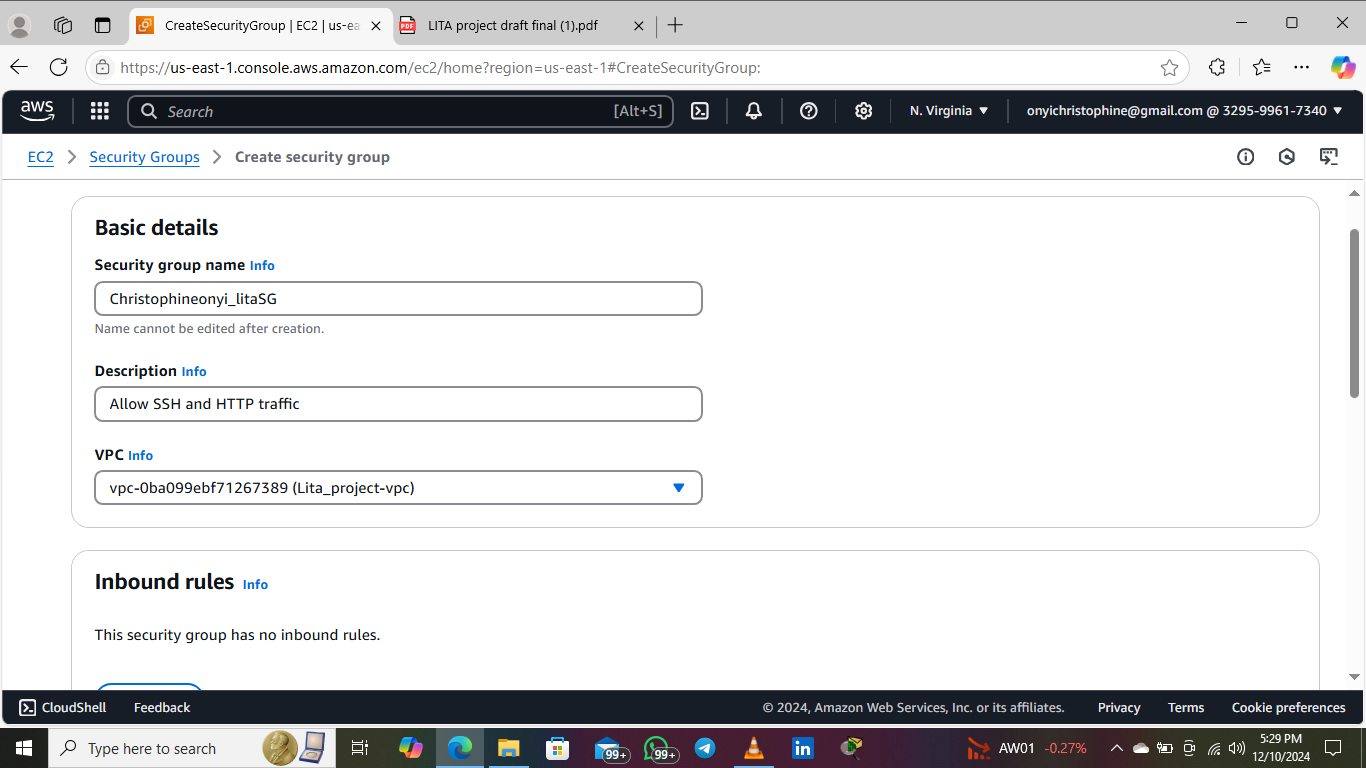 CreateSecurityGroup | EC2 | us-ea
PDF
LITA project draft final (1).pdf
https://us-east-1.console.aws.amazon.com/ec2/home?region=us-east-1#CreateSecurityGroup:
aws
Search
[Alt+S]
N. Virginia
onyichristophine@gmail.com @ 3295-9961-7340
EC2
Security Groups
Create security group
Basic details
Security group name Info
Christophineonyi_litaSG
Name cannot be edited after creation.
Description Info
Allow SSH and HTTP traffic
VPC Info
vpc-0ba099ebf71267389 (Lita_project-vpc)
Inbound rules Info
This security group has no inbound rules.
CloudShell
Feedback
© 2024, Amazon Web Services, Inc. or its affiliates.
Privacy
Terms
Cookie preferences
Type here to search
99+
99+
in
AW01 -0.27%
5:29 PM
12/10/2024